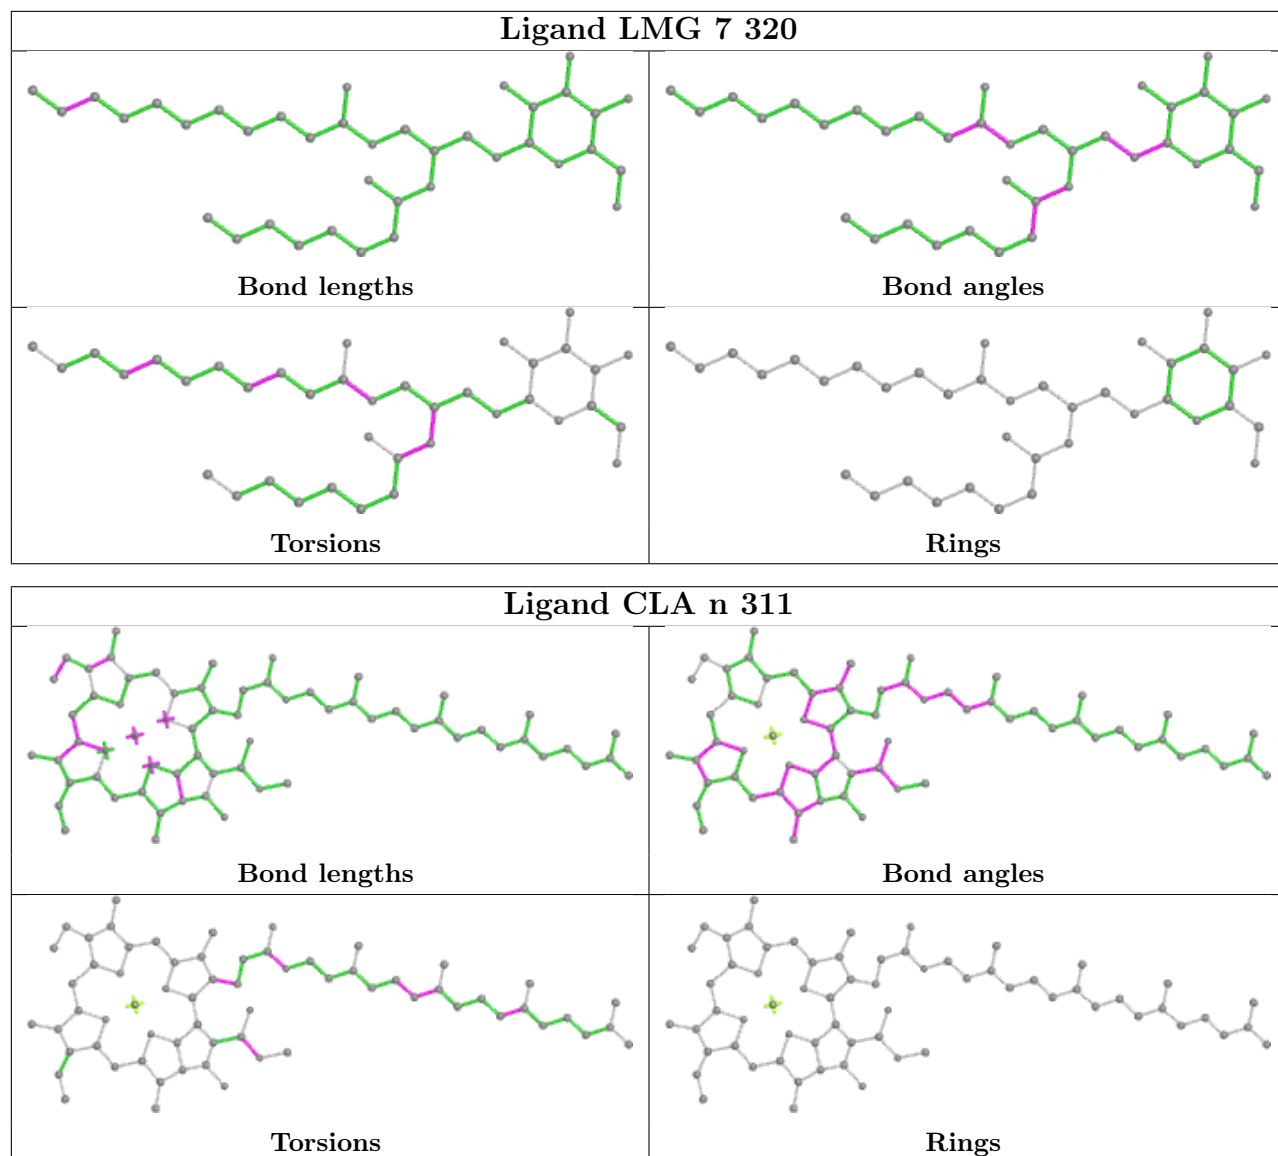 Ligand LMG 7 320
Bond lengths
Bond angles
Torsions
Rings
Ligand CLA n 311
Bond lengths
Bond angles
Torsions
Rings